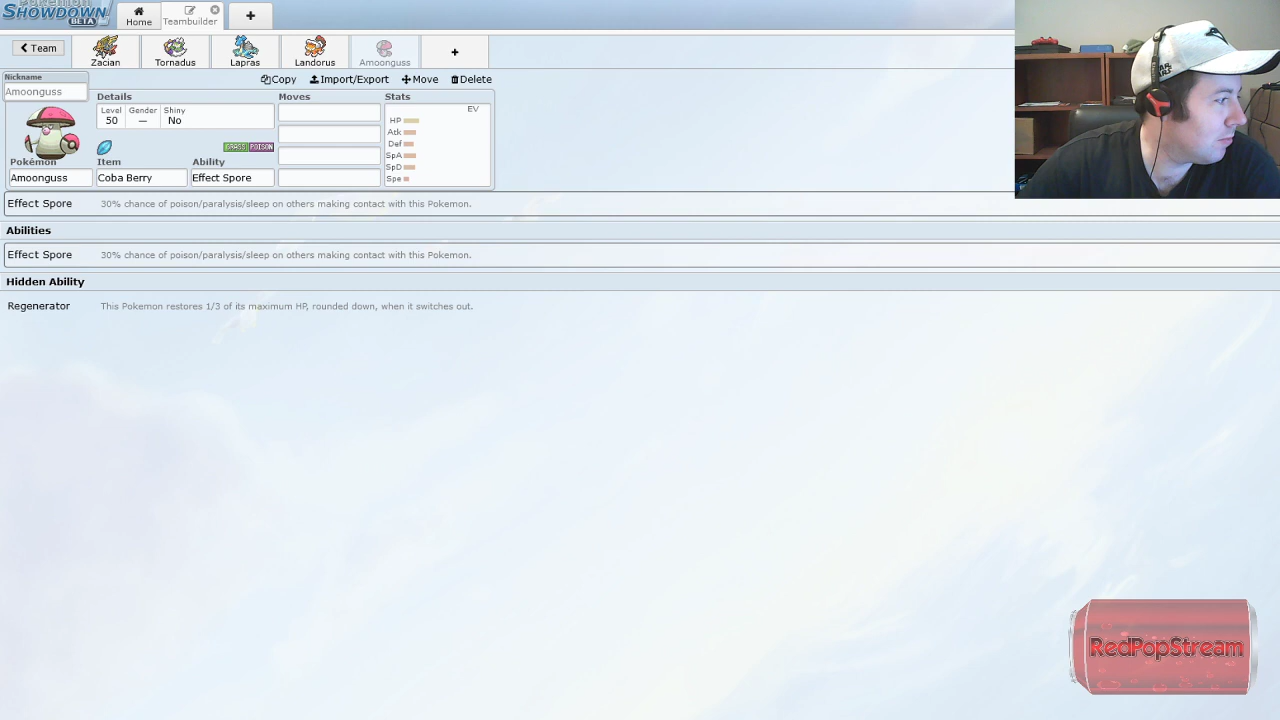 Pokémon
SHOWDOWN
BETA
Home
Teambuilder
+
Team
Zacian
Tornadus
Lapras
Landorus
Amoonguss
+
Nickname
Amoonguss
Copy
Import/Export
Move
Delete
Details
Moves
Stats
Level
Gender
Shiny
50
—
No
EV
HP
Atk
Def
SpA
SpD
Spe
GRASS POISON
Pokémon
Item
Ability
Amoonguss
Coba Berry
Effect Spore
Effect Spore 30% chance of poison/paralysis/sleep on others making contact with this Pokemon.
Abilities
Effect Spore 30% chance of poison/paralysis/sleep on others making contact with this Pokemon.
Hidden Ability
Regenerator This Pokemon restores 1/3 of its maximum HP, rounded down, when it switches out.
RedPopStream